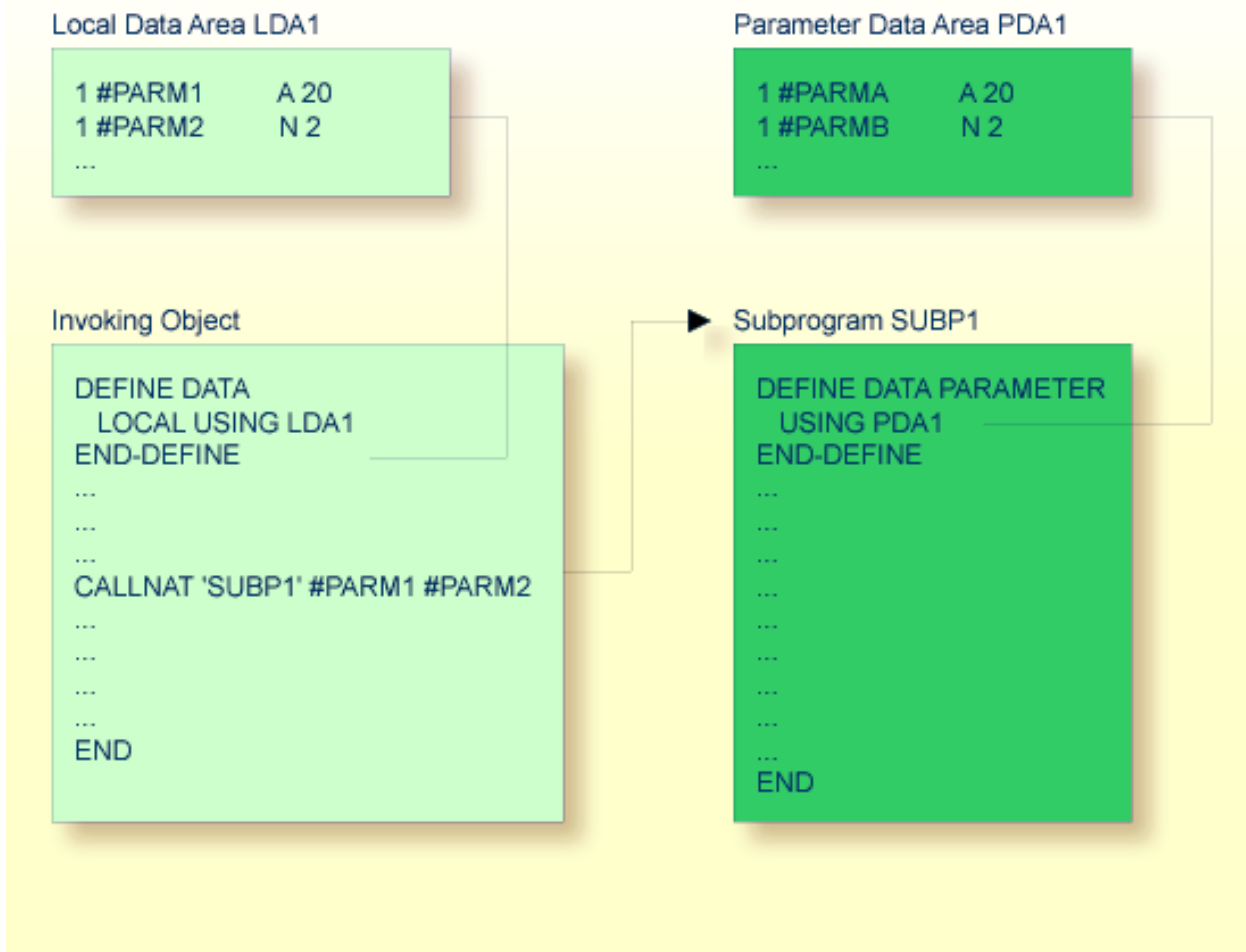 Local Data Area LDA1
1 #PARM1 A 20
1 #PARM2 N 2
...
Parameter Data Area PDA1
1 #PARMA A 20
1 #PARMB N 2
...
Invoking Object
DEFINE DATA
LOCAL USING LDA1
END-DEFINE
...
...
...
CALLNAT 'SUBP1' #PARM1 #PARM2
...
...
...
...
END
Subprogram SUBP1
DEFINE DATA PARAMETER
USING PDA1
END-DEFINE
...
...
...
...
...
...
...
...
...
END